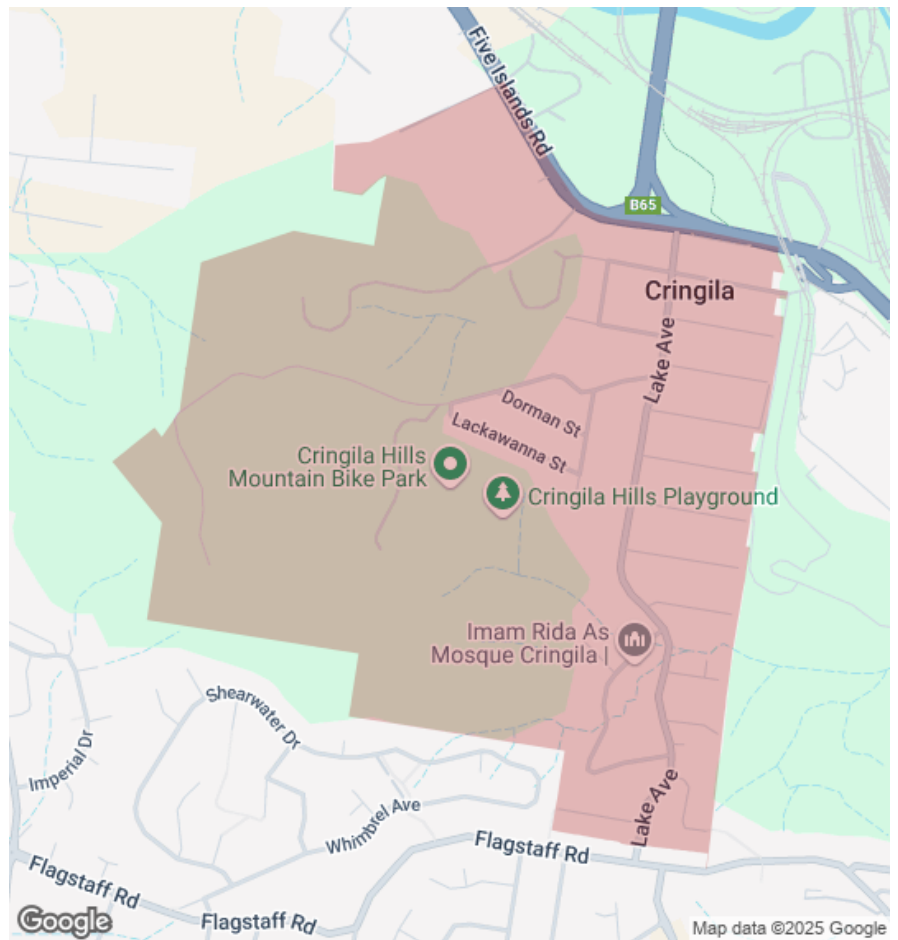 Five Islands Rd
B65
Cringila
Lake Ave
Dorman St
Lackawanna St
Cringila Hills
Mountain Bike Park
Cringila Hills Playground
Imam Rida As
Mosque Cringila |
Shearwater Dr
Imperial Dr
Whimbrel Ave
Lake Ave
Flagstaff Rd
Flagstaff Rd
Flagstaff Rd
Google
Map data ©2025 Google